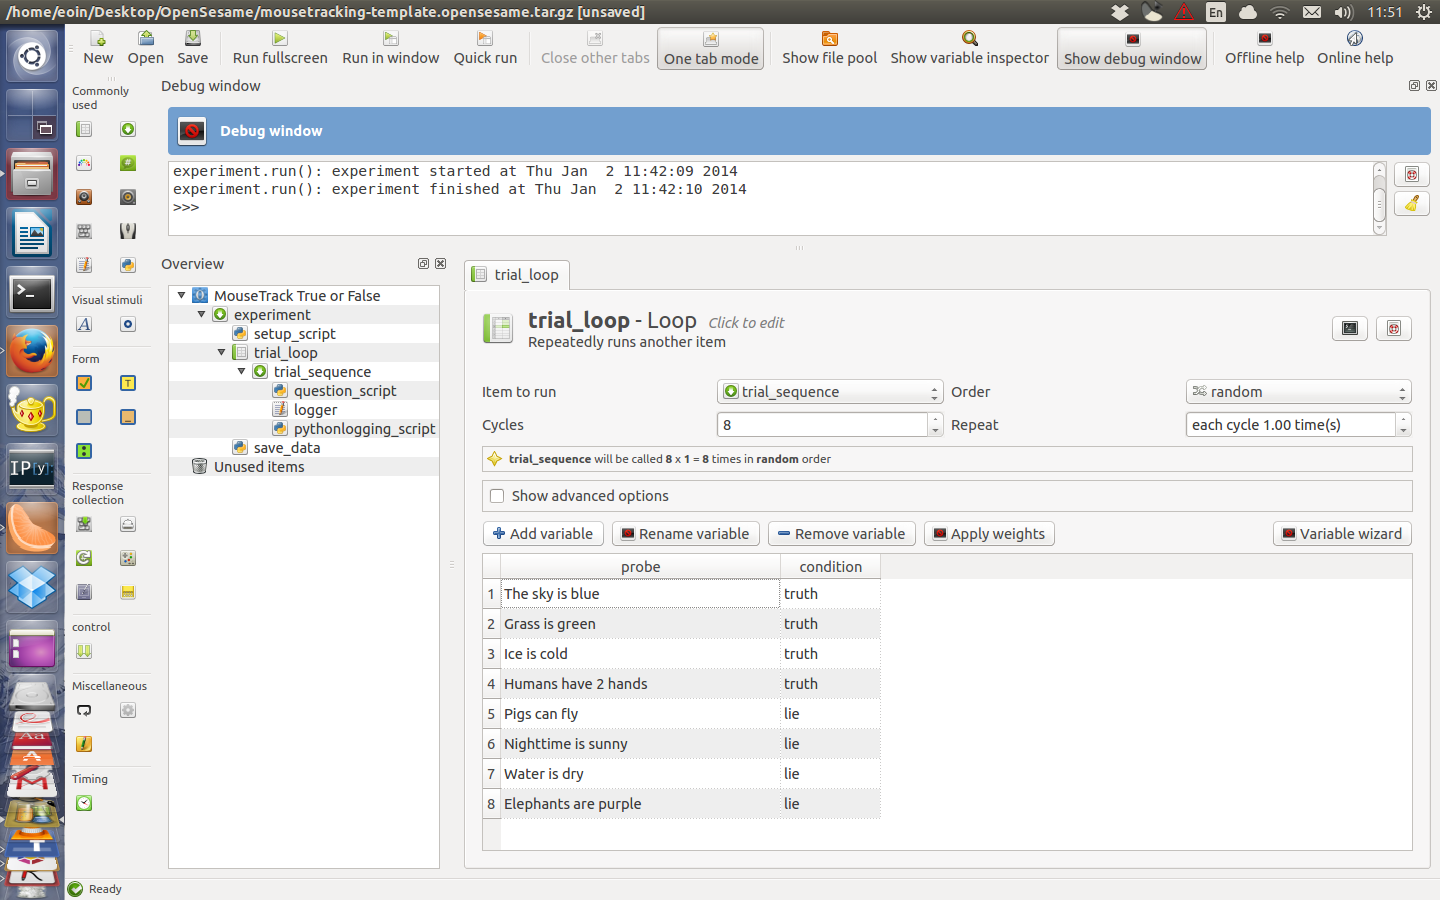 /home/eoin/Desktop/OpenSesame/mousetracking-template.opensesame.tar.gz [unsaved]
En
11:51
New
Open
Save
Run fullscreen
Run in window
Quick run
Close other tabs
One tab mode
Show file pool
Show variable inspector
Show debug window
Offline help
Online help
Commonly
used
Visual stimuli
Form
Response
collection
control
Miscellaneous
Timing
Debug window
Debug window
experiment.run(): experiment started at Thu Jan  2 11:42:09 2014
experiment.run(): experiment finished at Thu Jan  2 11:42:10 2014
>>>
Overview
MouseTrack True or False
experiment
setup_script
trial_loop
trial_sequence
question_script
logger
pythonlogging_script
save_data
Unused items
trial_loop
trial_loop - Loop Click to edit
Repeatedly runs another item
Item to run
trial_sequence
Order
random
Cycles
8
Repeat
each cycle 1.00 time(s)
trial_sequence will be called 8 x 1 = 8 times in random order
Show advanced options
Add variable
Rename variable
Remove variable
Apply weights
Variable wizard
probe condition
1 The sky is blue truth
2 Grass is green truth
3 Ice is cold truth
4 Humans have 2 hands truth
5 Pigs can fly lie
6 Nighttime is sunny lie
7 Water is dry lie
8 Elephants are purple lie
IP[y]:
Ready